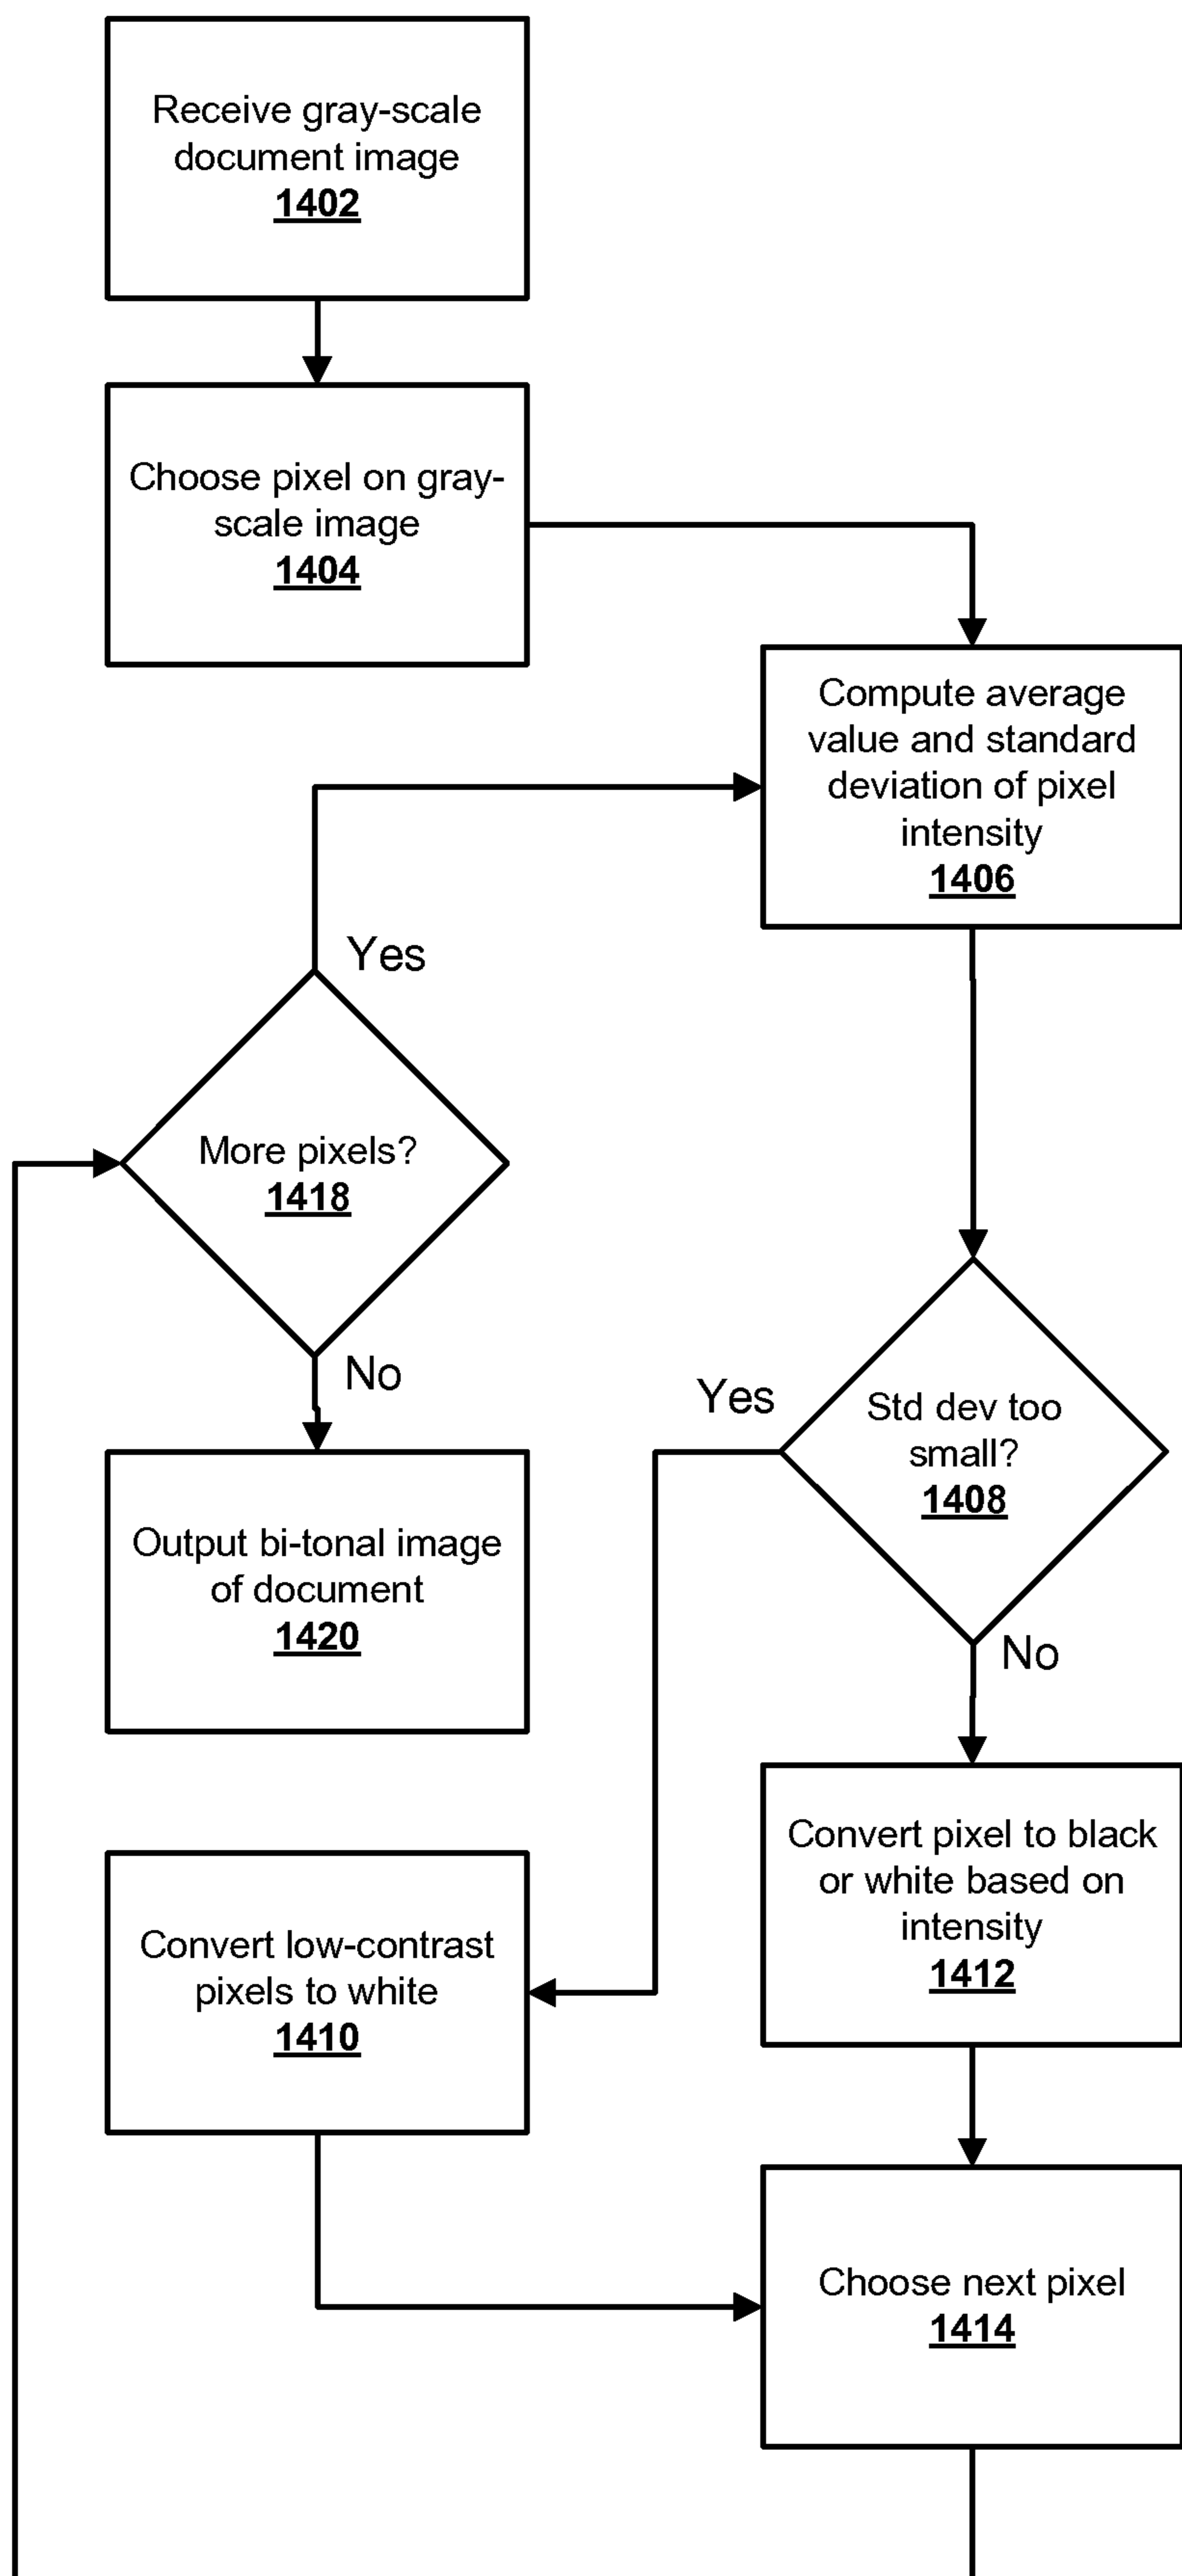 Receive gray-scale
document image
1402
Choose pixel on gray-
scale image
1404
Compute average
value and standard
deviation of pixel
intensity
1406
Yes
More pixels?
1418
No
Std dev too
small?
1408
Yes
No
Output bi-tonal image
of document
1420
Convert pixel to black
or white based on
intensity
1412
Convert low-contrast
pixels to white
1410
Choose next pixel
1414